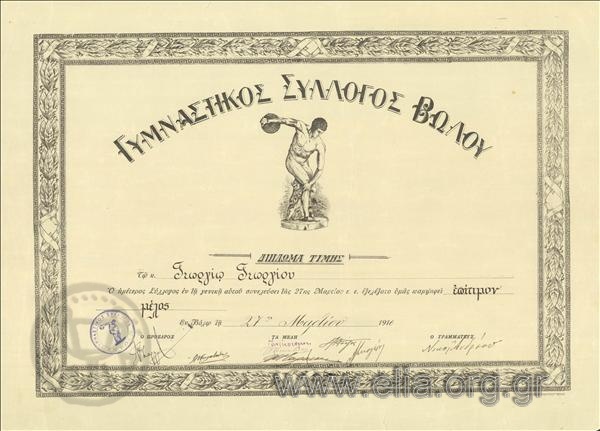 ΓΥΜΝΑΣΤΙΚΟΣ ΣΥΛΛΟΓΟΣ ΒΩΛΟΥ
ΔΙΠΛΩΜΑ ΤΙΜΗΣ
Τῷ κ. Γεωργίῳ Γεωργίου
Ὁ ἡμέτερος Σύλλογος ἐν τῇ γενικῇ αὐτοῦ συνελεύσει τῆς 27ης Μαρτίου ἐ. ἔ. ἐξελέξατο ὑμᾶς παμψηφεὶ ἐπίτιμον
μέλος
Ἐν Βώλῳ τῇ 27ῃ Μαρτίου 1910
Ο ΠΡΟΕΔΡΟΣ ΤΑ ΜΕΛΗ Ο ΓΡΑΜΜΑΤΕΥΣ
www.elia.org.gr